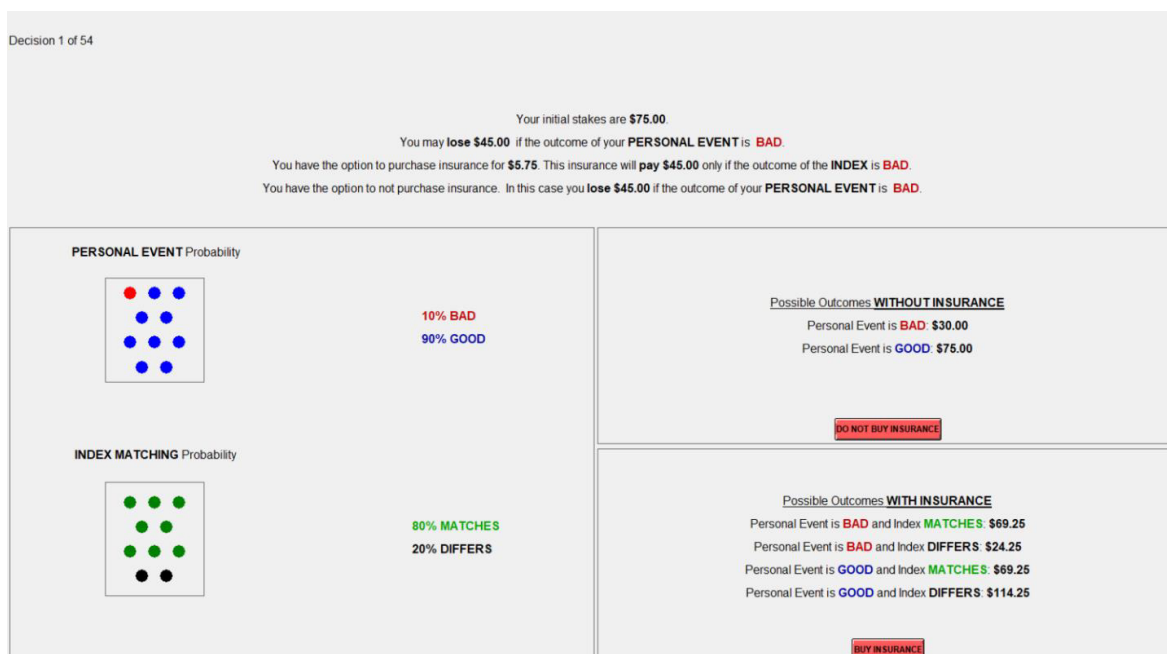 Decision 1 of 54
Your initial stakes are $75.00.
You may lose $45.00 if the outcome of your PERSONAL EVENT is BAD.
You have the option to purchase insurance for $5.75. This insurance will pay $45.00 only if the outcome of the INDEX is BAD.
You have the option to not purchase insurance. In this case you lose $45.00 if the outcome of your PERSONAL EVENT is BAD.
PERSONAL EVENT Probability
10% BAD
90% GOOD
Possible Outcomes WITHOUT INSURANCE
Personal Event is BAD: $30.00
Personal Event is GOOD: $75.00
DO NOT BUY INSURANCE
INDEX MATCHING Probability
80% MATCHES
20% DIFFERS
Possible Outcomes WITH INSURANCE
Personal Event is BAD and Index MATCHES: $69.25
Personal Event is BAD and Index DIFFERS: $24.25
Personal Event is GOOD and Index MATCHES: $69.25
Personal Event is GOOD and Index DIFFERS: $114.25
BUY INSURANCE